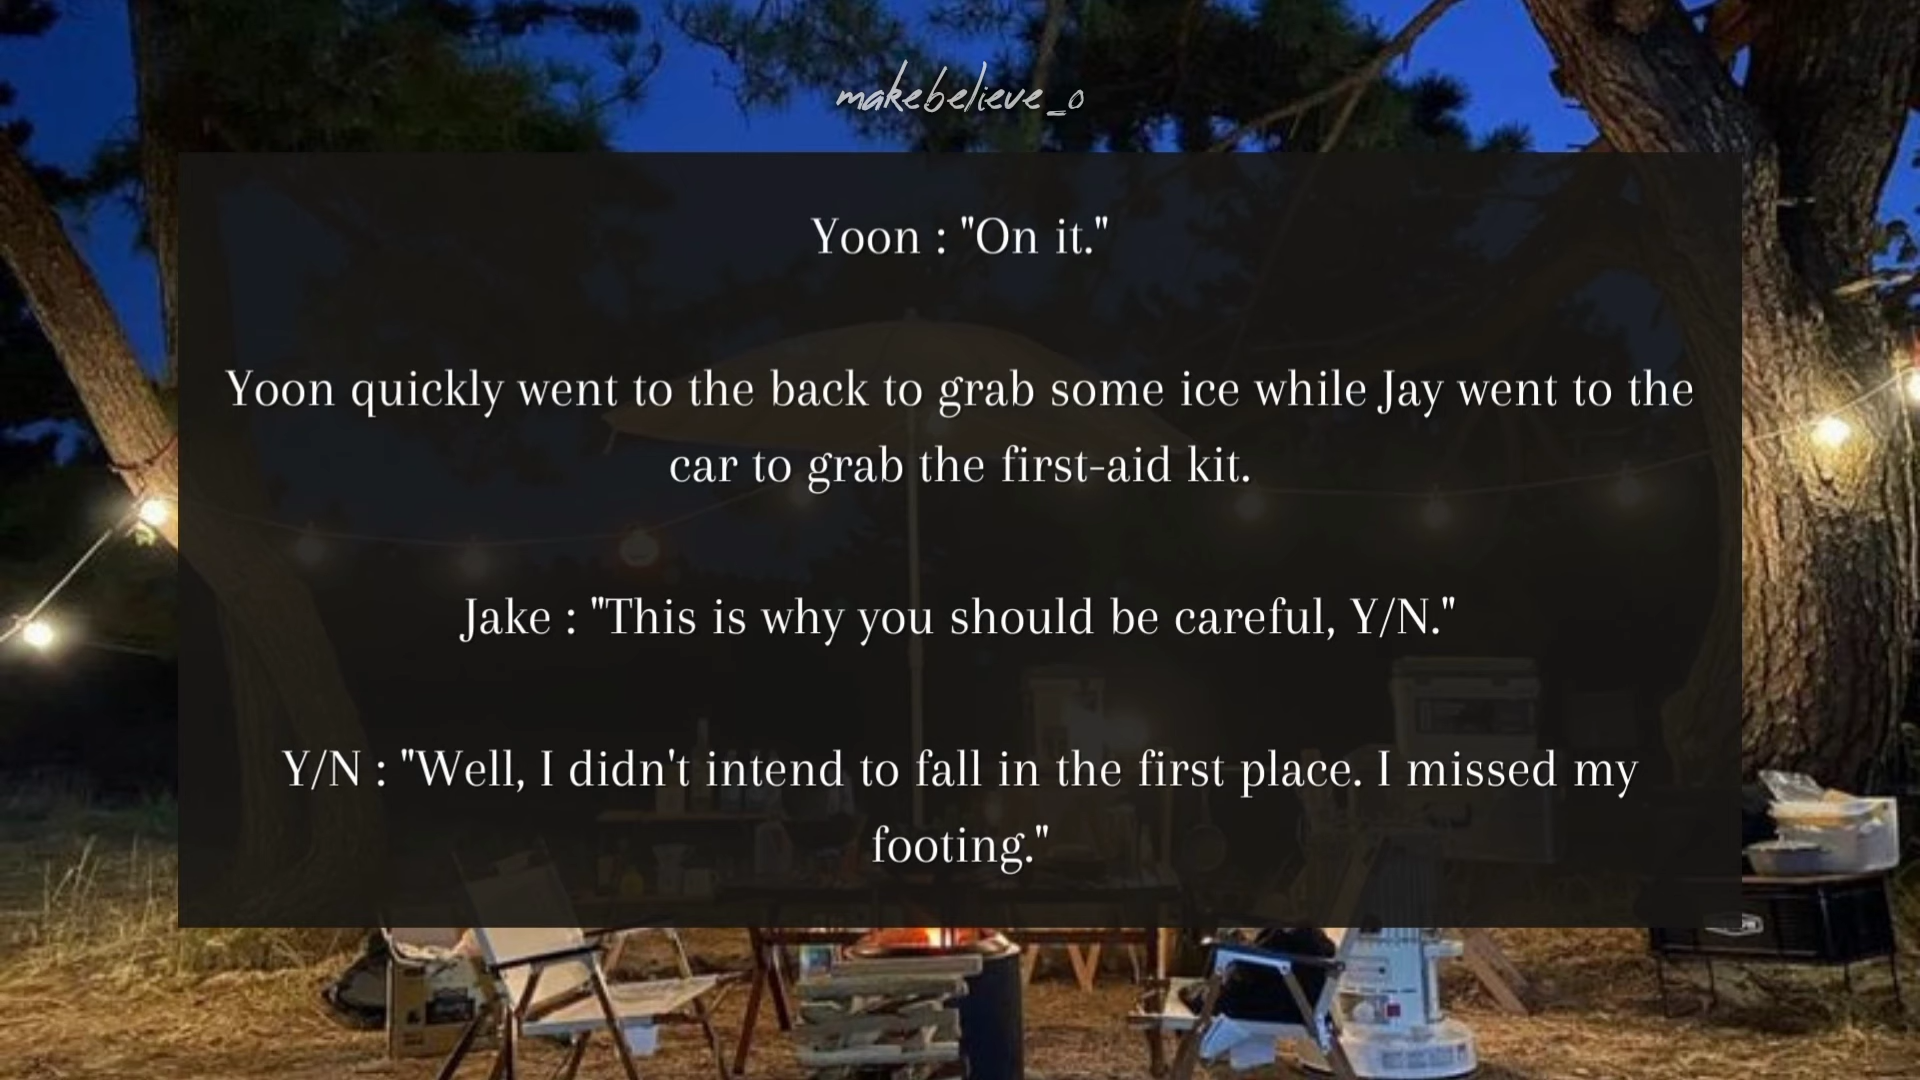 makebelieve_o
Yoon : "On it."
Yoon quickly went to the back to grab some ice while Jay went to the
car to grab the first-aid kit.
Jake : "This is why you should be careful, Y/N."
Y/N : "Well, I didn't intend to fall in the first place. I missed my
footing."